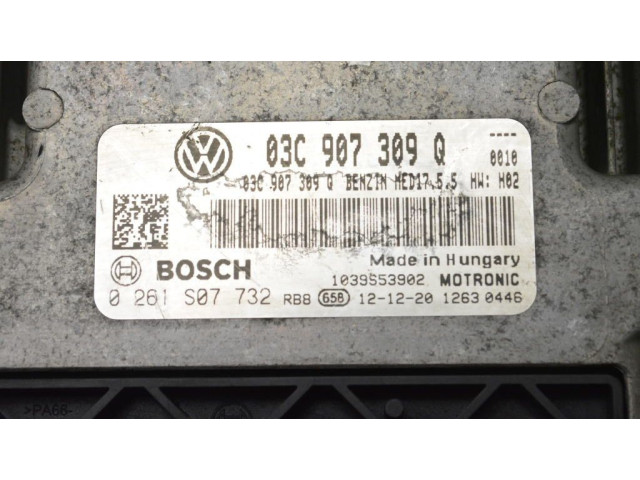 03C 907 309 Q ----
0010
03C 907 309 Q BENZIN MED17.5.5 HW: H02
BOSCH
Made in Hungary
1039S53902 MOTRONIC
0 261 S07 732 RB8 658 12-12-20 1263 0446
>PA66-